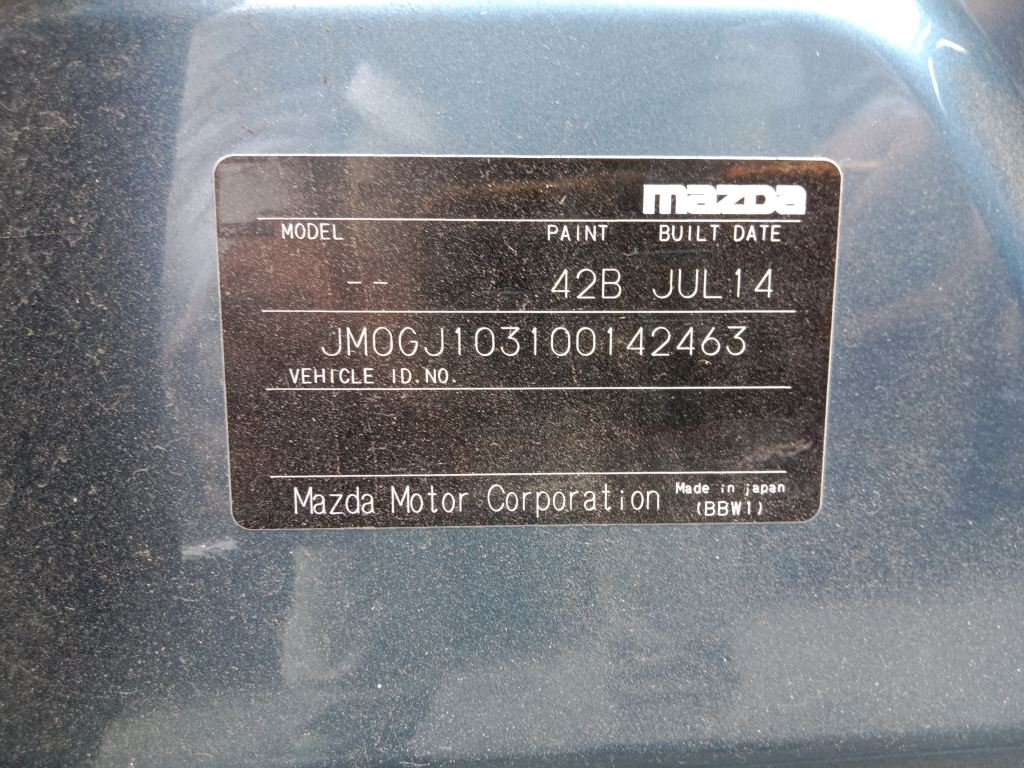 mazda
MODEL PAINT BUILT DATE
-- 42B JUL14
JM0GJ103100142463
VEHICLE ID.NO.
Mazda Motor Corporation Made in japan
(BBW1)